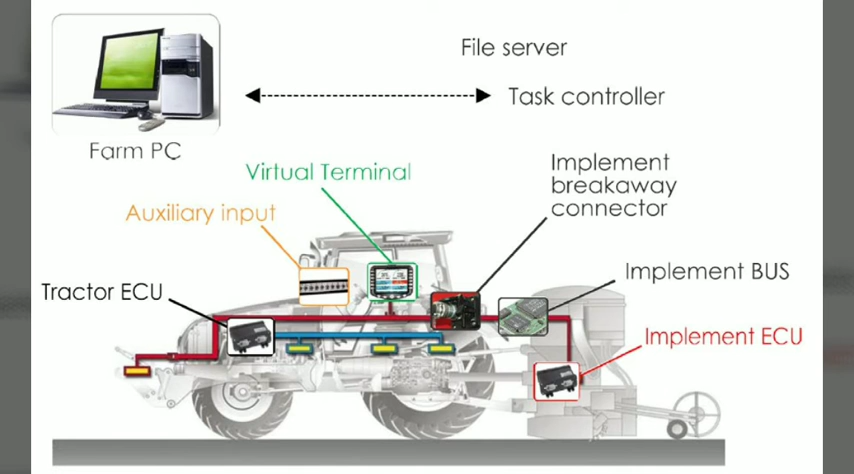 File server
Task controller
Farm PC
Virtual Terminal
Implement
breakaway
connector
Auxiliary input
Implement BUS
Tractor ECU
Implement ECU